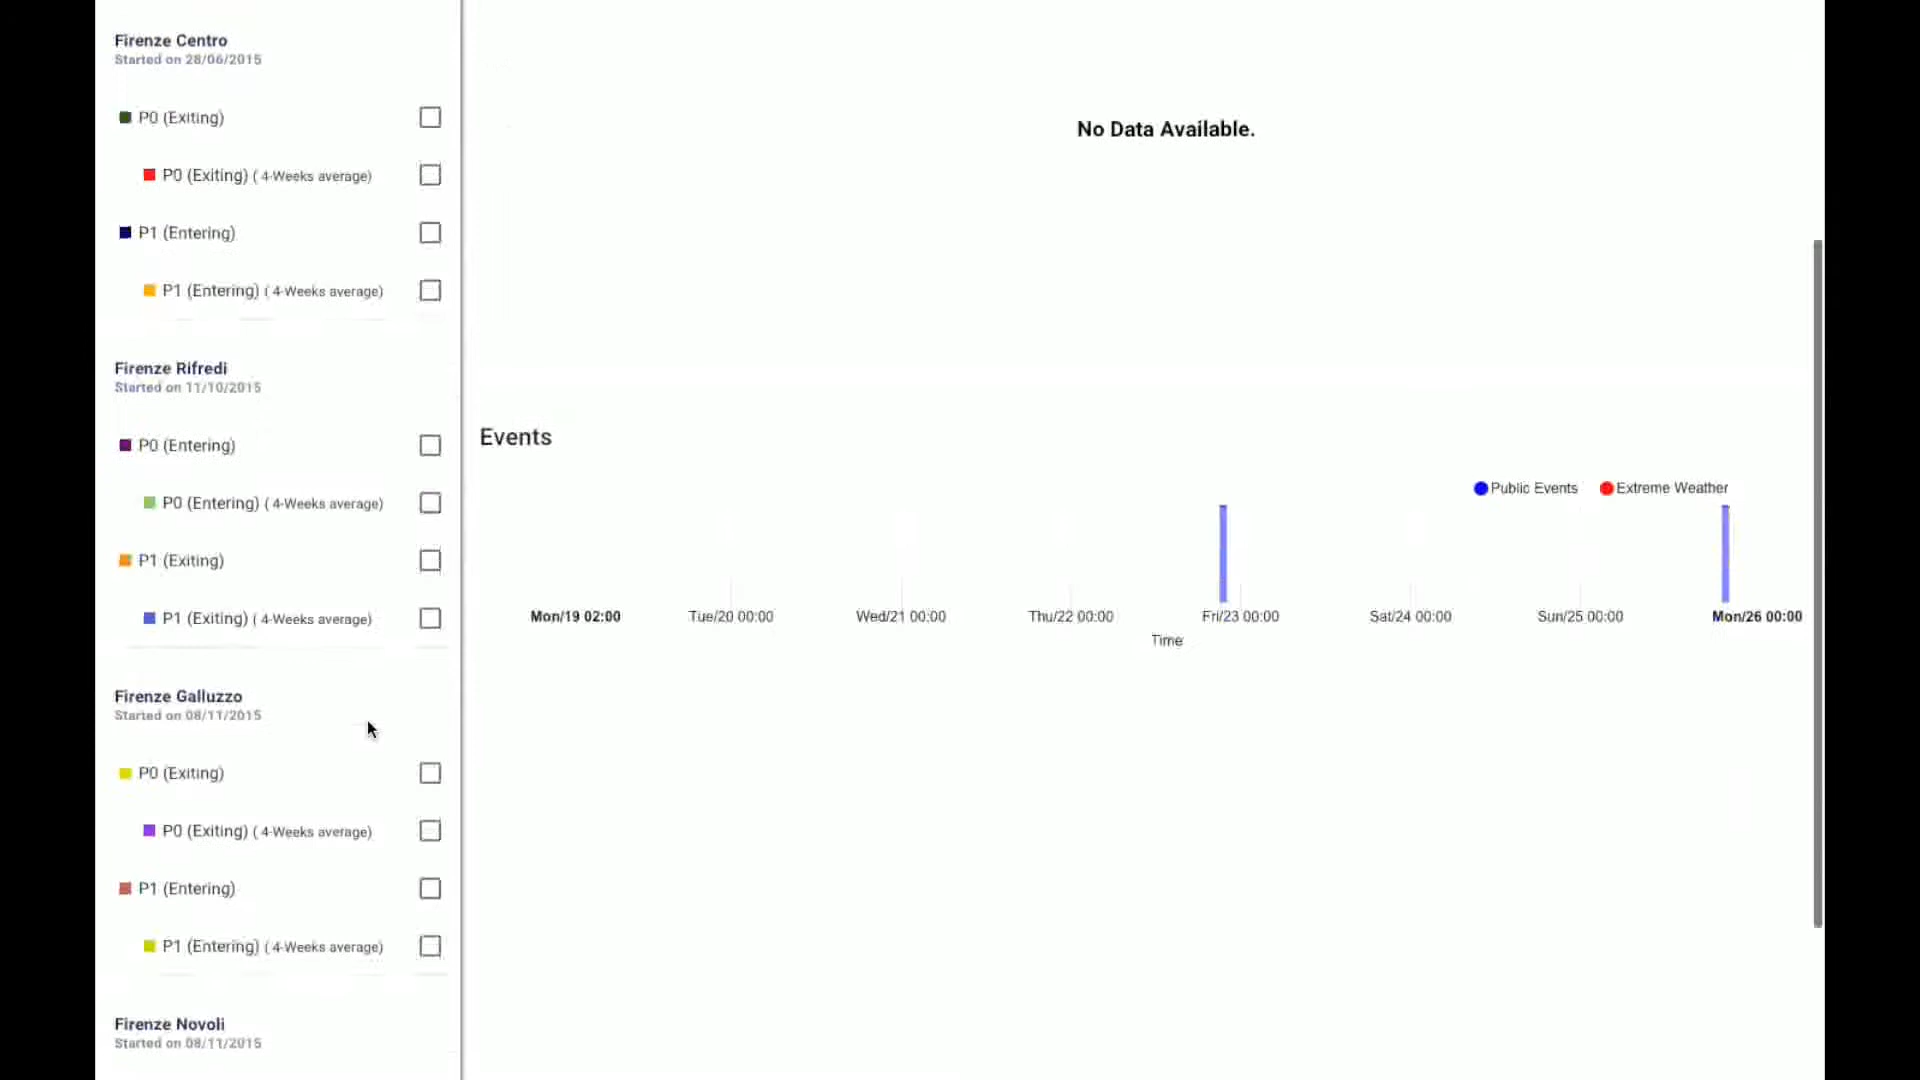 Firenze Centro
Started on 28/06/2015
P0 (Exiting)
P0 (Exiting) ( 4-Weeks average)
P1 (Entering)
P1 (Entering) ( 4-Weeks average)
Firenze Rifredi
Started on 11/10/2015
P0 (Entering)
P0 (Entering) ( 4-Weeks average)
P1 (Exiting)
P1 (Exiting) ( 4-Weeks average)
Firenze Galluzzo
Started on 08/11/2015
P0 (Exiting)
P0 (Exiting) ( 4-Weeks average)
P1 (Entering)
P1 (Entering) ( 4-Weeks average)
Firenze Novoli
Started on 08/11/2015
No Data Available.
Events
Public Events Extreme Weather
Mon/19 02:00 Tue/20 00:00 Wed/21 00:00 Thu/22 00:00 Fri/23 00:00 Sat/24 00:00 Sun/25 00:00 Mon/26 00:00
Time